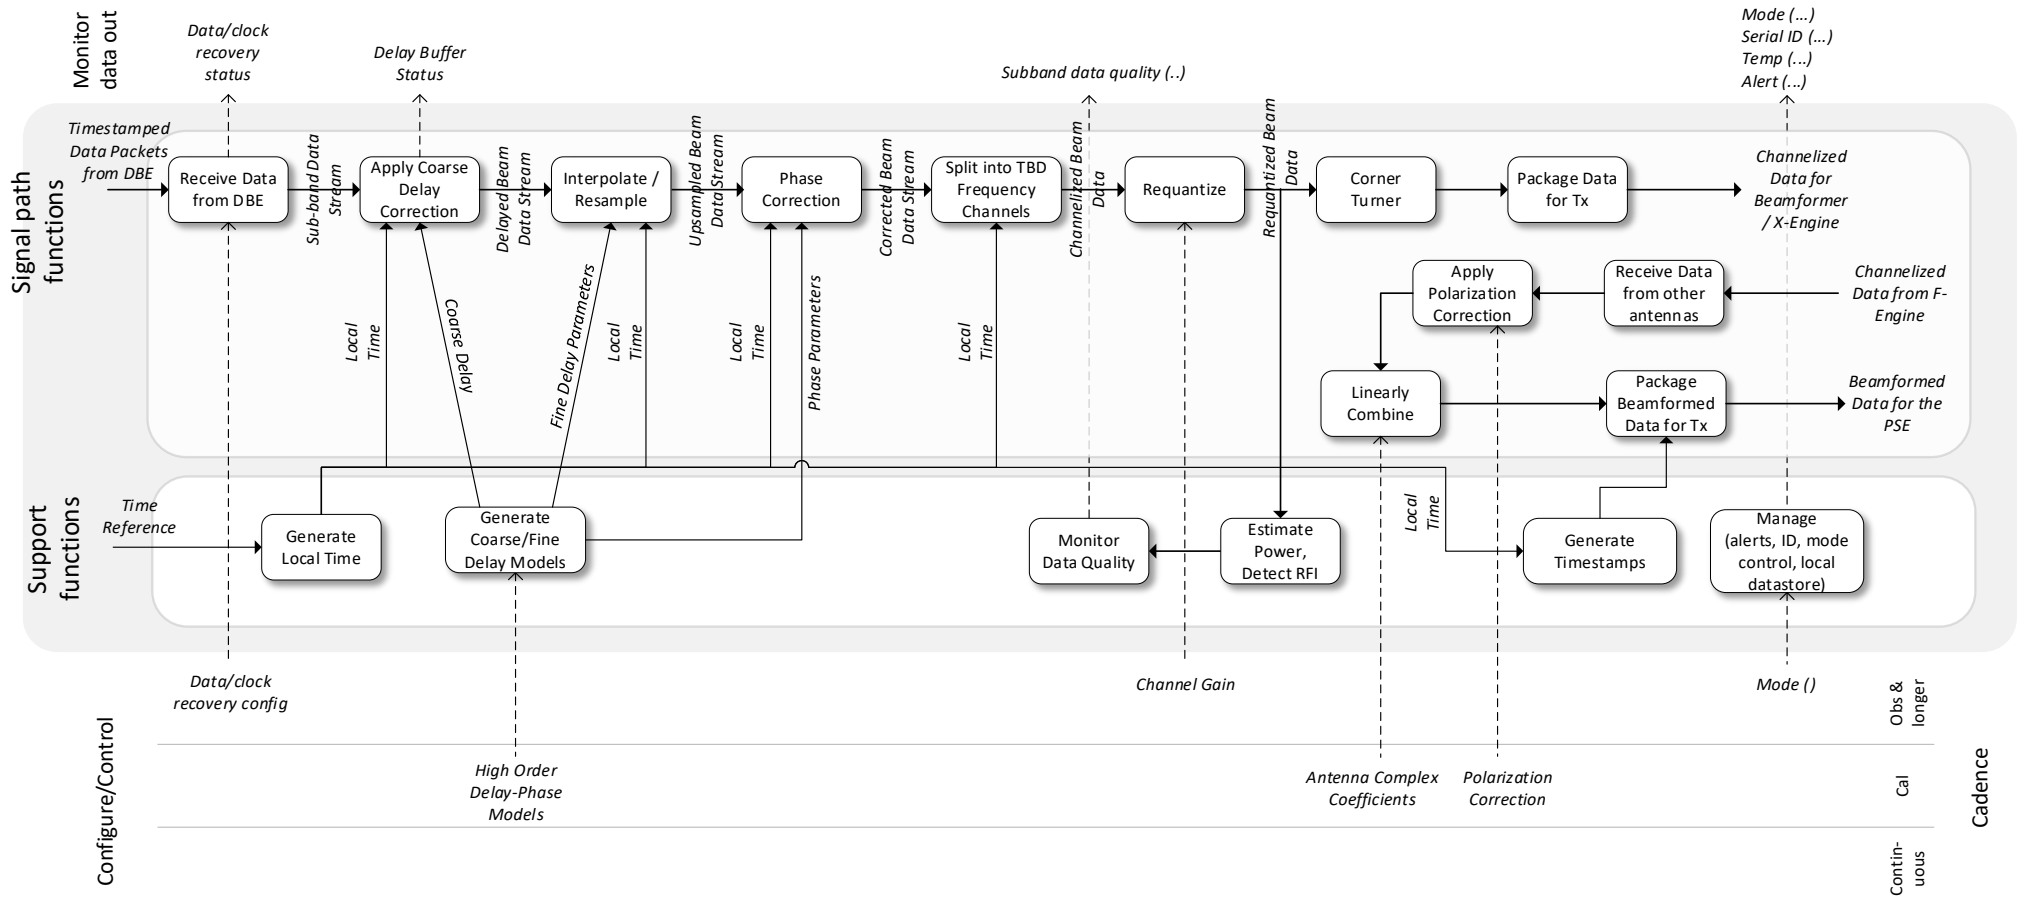 Monitor
data out
Data/clock
recovery
status
Delay Buffer
Status
Subband data quality (..)
Mode (...)
Serial ID (...)
Temp (...)
Alert (...)
Signal path
functions
Timestamped
Data Packets
from DBE
Receive Data
from DBE
Sub-band Data
Stream
Apply Coarse
Delay
Correction
Delayed Beam
Data Stream
Interpolate /
Resample
Upsampled Beam
Data Stream
Phase
Correction
Corrected Beam
Data Stream
Split into TBD
Frequency
Channels
Channelized Beam
Data
Requantize
Requantized Beam
Data
Corner
Turner
Package Data
for Tx
Channelized
Data for
Beamformer
/ X-Engine
Apply
Polarization
Correction
Receive Data
from other
antennas
Channelized
Data from F-
Engine
Local
Time
Coarse Delay
Fine Delay Parameters
Local
Time
Local
Time
Phase Parameters
Local
Time
Linearly
Combine
Package
Beamformed
Data for Tx
Beamformed
Data for the
PSE
Support
functions
Time
Reference
Generate
Local Time
Generate
Coarse/Fine
Delay Models
Monitor
Data Quality
Estimate
Power,
Detect RFI
Local
Time
Generate
Timestamps
Manage
(alerts, ID, mode
control, local
datastore)
Configure/Control
Data/clock
recovery config
Channel Gain
Mode ()
Obs &
longer
High Order
Delay-Phase
Models
Antenna Complex
Coefficients
Polarization
Correction
Cal
Cadence
Contin-
uous